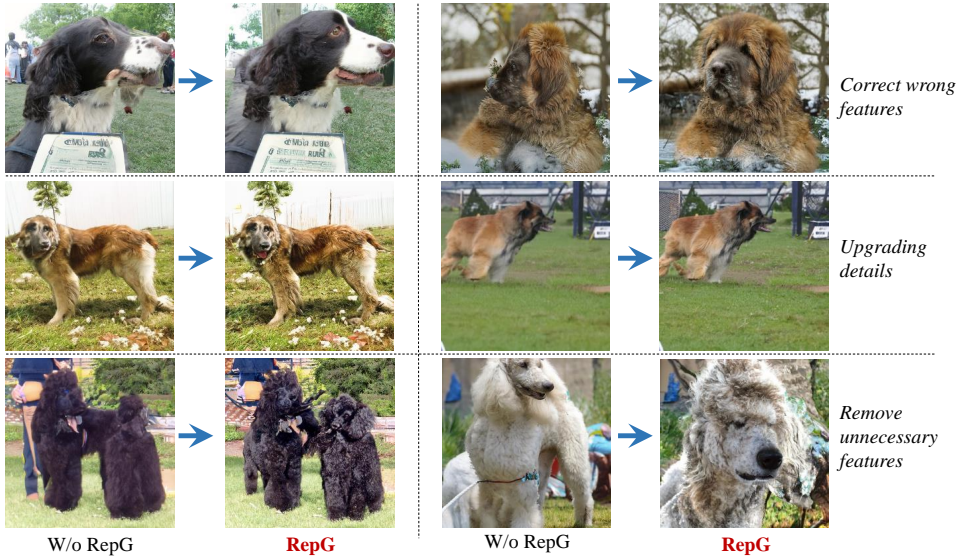 Correct wrong
features
Upgrading
details
Remove
unnecessary
features
W/o RepG
RepG
W/o RepG
RepG